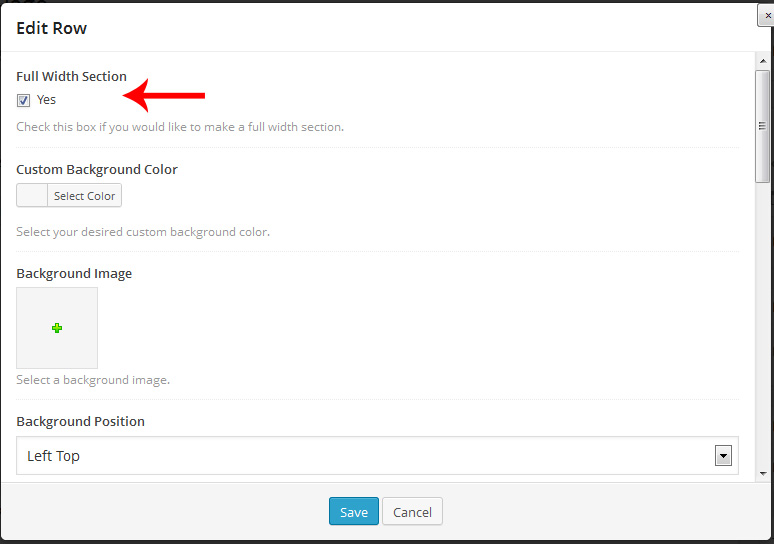 Edit Row
Full Width Section
Yes
Check this box if you would like to make a full width section.
Custom Background Color
Select Color
Select your desired custom background color.
Background Image
Select a background image.
Background Position
Left Top
Save Cancel